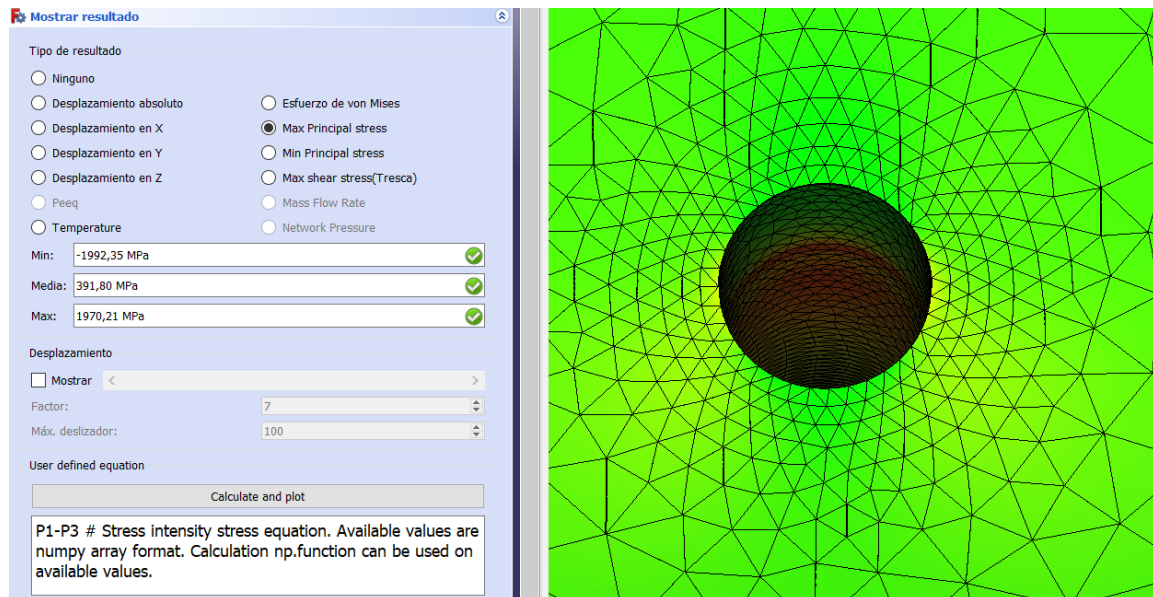 Mostrar resultado
Tipo de resultado
Ninguno
Desplazamiento absoluto
Esfuerzo de von Mises
Desplazamiento en X
Max Principal stress
Desplazamiento en Y
Min Principal stress
Desplazamiento en Z
Max shear stress(Tresca)
Peeq
Mass Flow Rate
Temperature
Network Pressure
Min: -1992,35 MPa
Media: 391,80 MPa
Max: 1970,21 MPa
Desplazamiento
Mostrar
Factor: 7
Máx. deslizador: 100
User defined equation
Calculate and plot
P1-P3 # Stress intensity stress equation. Available values are
numpy array format. Calculation np.function can be used on
available values.